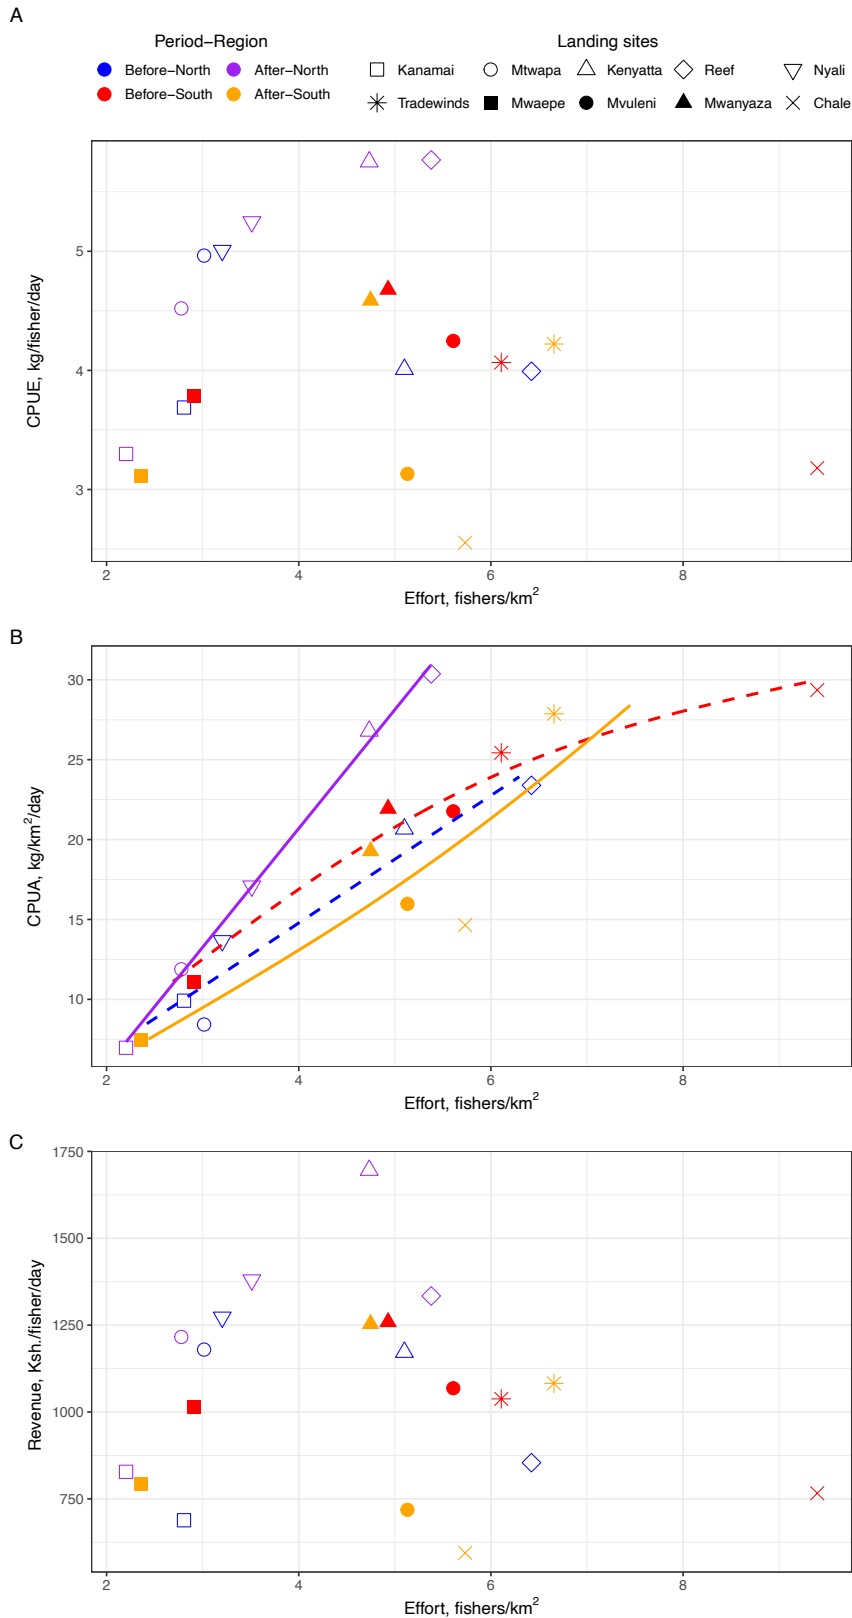 A
Period−Region
Landing sites
Before−North After−North Kanamai Mtwapa Kenyatta Reef Nyali
Before−South After−South Tradewinds Mwaepe Mvuleni Mwanyaza Chale
CPUE, kg/fisher/day
5
4
3
2 4 6 8
Effort, fishers/km²
B
CPUA, kg/km²/day
30
25
20
15
10
2 4 6 8
Effort, fishers/km²
C
Revenue, Ksh./fisher/day
1750
1500
1250
1000
750
2 4 6 8
Effort, fishers/km²